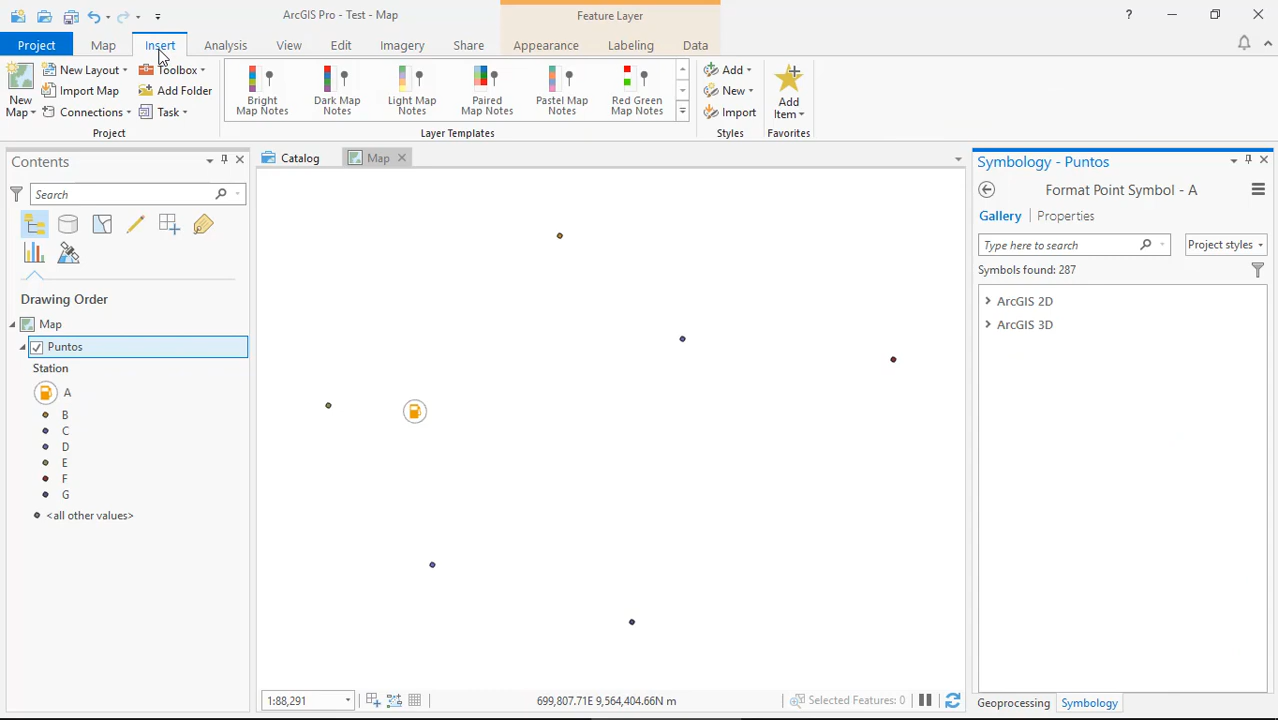 ArcGIS Pro - Test - Map
Feature Layer
?
Project
Map
Insert
Analysis
View
Edit
Imagery
Share
Appearance
Labeling
Data
New Map
New Layout
Import Map
Connections
Toolbox
Add Folder
Task
Project
Bright Map Notes
Dark Map Notes
Light Map Notes
Paired Map Notes
Pastel Map Notes
Red Green Map Notes
Layer Templates
Add
New
Import
Styles
Add Item
Favorites
Contents
Search
Drawing Order
Map
Puntos
Station
A
B
C
D
E
F
G
<all other values>
Catalog
Map
1:88,291
699,807.71E 9,564,404.66N m
Selected Features: 0
Symbology - Puntos
Format Point Symbol - A
Gallery
Properties
Type here to search
Project styles
Symbols found: 287
ArcGIS 2D
ArcGIS 3D
Geoprocessing
Symbology